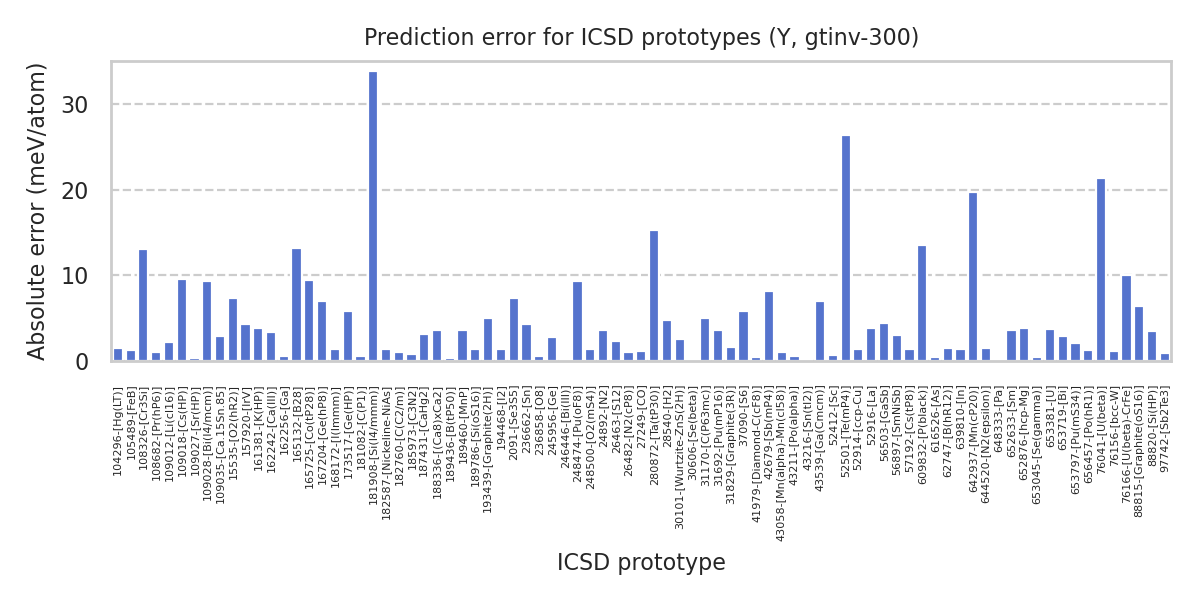 Prediction error for ICSD prototypes (Y, gtinv-300)
Absolute error (meV/atom)
30
20
10
0
104296-[Hg(LT)]
105489-[FeB]
108326-[Cr3Si]
108682-[Pr(hP6)]
109012-[Li(cI16)]
109018-[Cs(HP)]
109027-[Sr(HP)]
109028-[Bi(I4/mcm)]
109035-[Ca.15Sn.85]
15535-[O2(hR2)]
157920-[IrV]
161381-[K(HP)]
162242-[Ca(III)]
162256-[Ga]
165132-[B28]
165725-[Co(tP28)]
167204-[Ge(hP8)]
168172-[I(Immm)]
173517-[Ge(HP)]
181082-[C(P1)]
181908-[Si(I4/mmm)]
182587-[Nickeline-NiAs]
182760-[C(C2/m)]
185973-[C3N2]
187431-[CaHg2]
188336-[(Ca8)xCa2]
189436-[B(tP50)]
189460-[MnP]
189786-[Si(oS16)]
193439-[Graphite(2H)]
194468-[I2]
2091-[Se3S5]
236662-[Sn]
236858-[O8]
245956-[Ge]
246446-[Bi(III)]
248474-[Pu(oF8)]
248500-[O2(mS4)]
24892-[N2]
26463-[S12]
26482-[N2(cP8)]
27249-[CO]
280872-[Ta(tP30)]
28540-[H2]
30101-[Wurtzite-ZnS(2H)]
30606-[Se(beta)]
31170-[C(P63mc)]
31692-[Pu(mP16)]
31829-[Graphite(3R)]
37090-[S6]
41979-[Diamond-C(cF8)]
42679-[Sb(mP4)]
43058-[Mn(alpha)-Mn(cI58)]
43211-[Po(alpha)]
43216-[Sn(tI2)]
43539-[Ga(Cmcm)]
52412-[Sc]
52501-[Te(mP4)]
52914-[ccp-Cu]
52916-[La]
56503-[GaSb]
56897-[SmNiSb]
57192-[Cs(tP8)]
609832-[P(black)]
616526-[As]
62747-[B(hR12)]
639810-[In]
642937-[Mn(cP20)]
644520-[N2(epsilon)]
648333-[Pa]
652633-[Sm]
652876-[hcp-Mg]
653045-[Se(gamma)]
653381-[U]
653719-[Bi]
653797-[Pu(mS34)]
656457-[Po(hR1)]
76041-[U(beta)]
76156-[bcc-W]
76166-[U(beta)-CrFe]
88815-[Graphite(oS16)]
88820-[Si(HP)]
97742-[Sb2Te3]
ICSD prototype